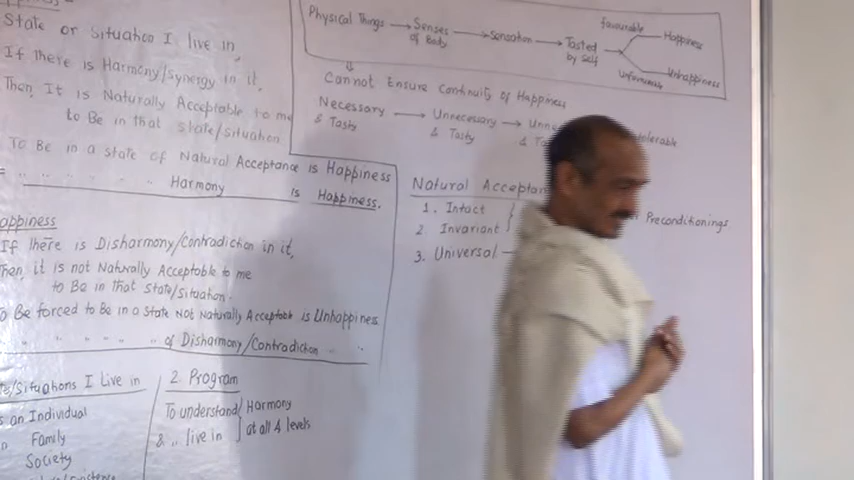 State or Situation I live in,
If there is Harmony/Synergy in it,
Then, It is Naturally Acceptable to me
to Be in that state/situation
To Be in a state of Natural Acceptance is Happiness
= " " " " " Harmony is Happiness.
appiness
If there is Disharmony/Contradiction in it,
Then, it is not Naturally Acceptable to me
to Be in that State/Situation.
To Be forced to Be in a State Not Naturally Acceptable is Unhappiness
" " " " " of Disharmony/Contradiction " "
te/Situations I Live in
s an Individual
n Family
Society
2. Program
To understand Harmony
& " live in at all 4 levels
Physical Things → Senses of Body → Sensation → Tasted by self
favourable Happiness
Unhappiness
Cannot Ensure Continuity of Happiness
Necessary & Tasty → Unnecessary & Tasty → Unne
& Ta
olerable
Natural Acceptan
1. Intact
2. Invariant
3. Universal
Preconditionings